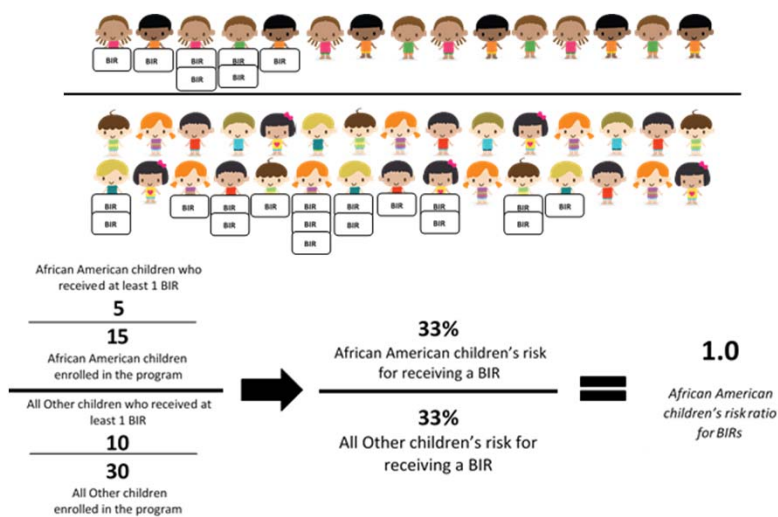 BIR BIR BIR BIR BIR
BIR BIR
BIR BIR BIR BIR BIR BIR BIR BIR BIR BIR
BIR BIR BIR BIR BIR BIR
BIR
African American children who
received at least 1 BIR
5
15
African American children
enrolled in the program
All Other children who received at
least 1 BIR
10
30
All Other children
enrolled in the program
33%
African American children's risk
for receiving a BIR
33%
All Other children's risk for
receiving a BIR
1.0
African American
children's risk ratio
for BIRs